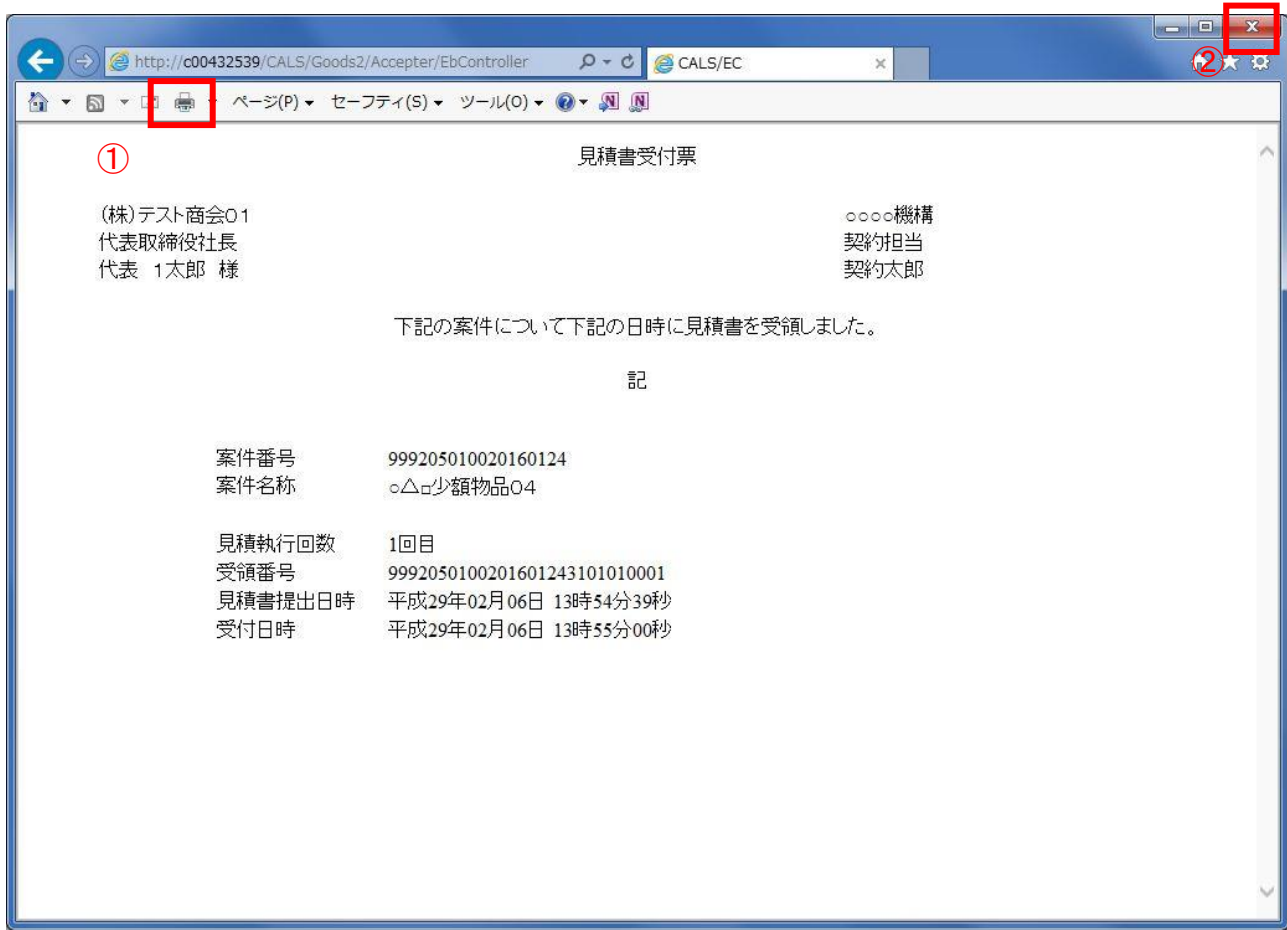 ②
http://c00432539/CALS/Goods2/Accepter/EbController CALS/EC
ページ(P) セーフティ(S) ツール(O)
①
見積書受付票
(株)テスト商会01 ○○○○機構
代表取締役社長 契約担当
代表 1太郎 様 契約太郎
下記の案件について下記の日時に見積書を受領しました。
記
案件番号 999205010020160124
案件名称 ○△□少額物品04
見積執行回数 1回目
受領番号 9992050100201601243101010001
見積書提出日時 平成29年02月06日 13時54分39秒
受付日時 平成29年02月06日 13時55分00秒